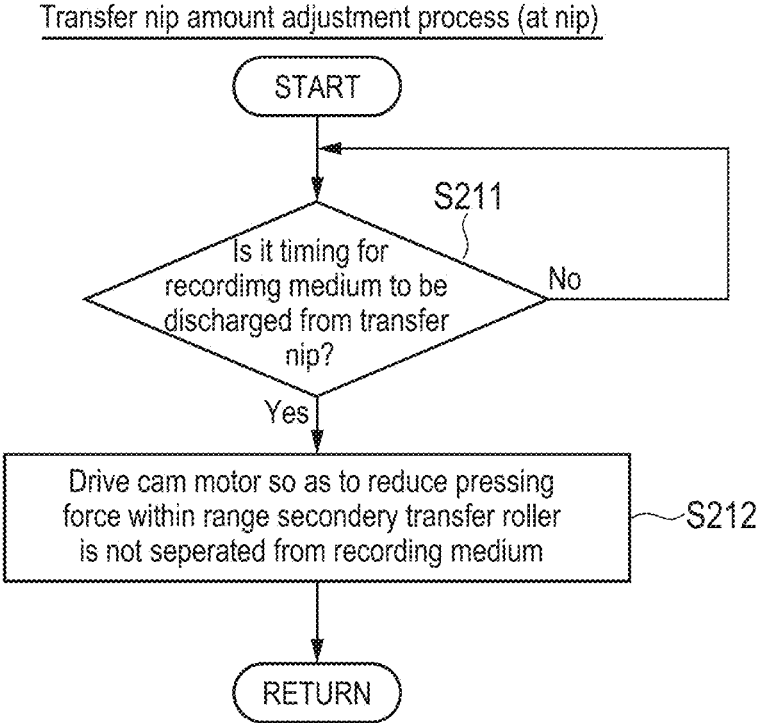 Transfer nip amount adjustment process (at nip)
START
S211
Is it timing for
recordimg medium to be
discharged from transfer
nip?
No
Yes
Drive cam motor so as to reduce pressing
force within range secondery transfer roller
is not seperated from recording medium
S212
RETURN